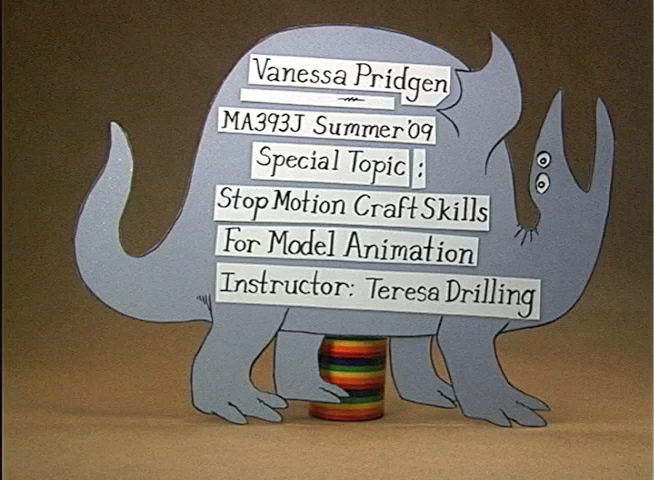 Vanessa Pridgen
MA393J Summer'09
Special Topic :
Stop Motion Craft Skills
For Model Animation
Instructor: Teresa Drilling